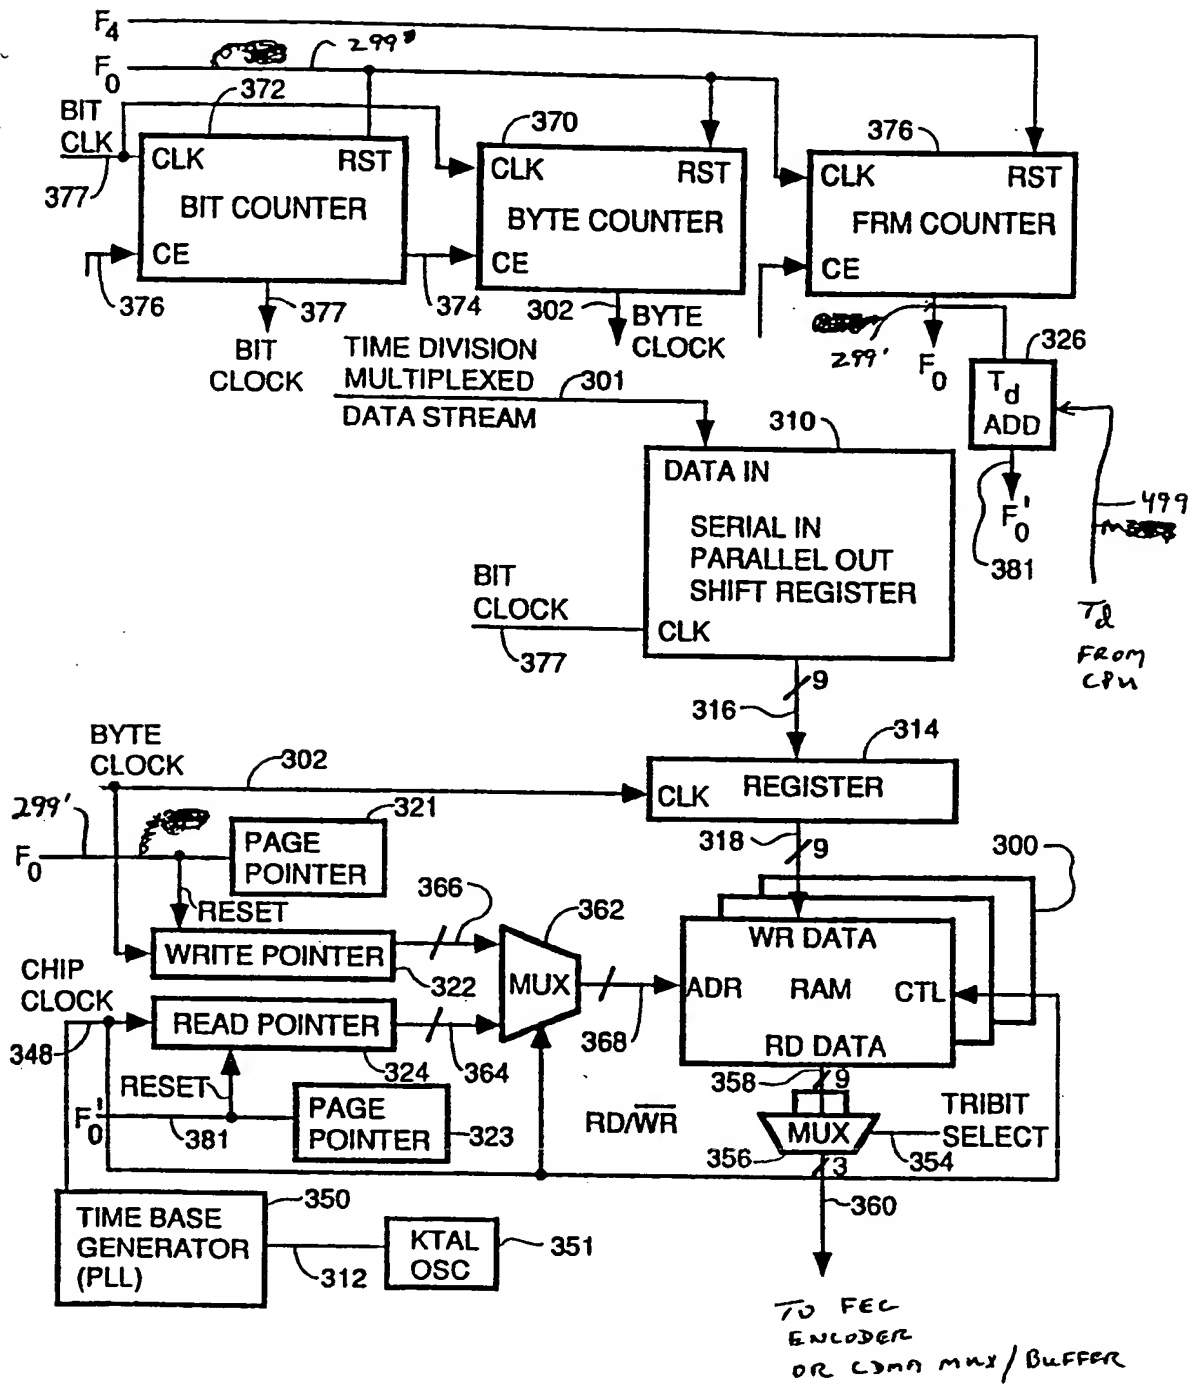 F4
F0
299'
372
BIT
CLK
CLK
RST
377
BIT COUNTER
CE
376
377
BIT
CLOCK
370
CLK
RST
BYTE COUNTER
CE
374
302
BYTE
CLOCK
376
CLK
RST
FRM COUNTER
CE
299'
F0
326
Td
ADD
F0'
381
499
Td
FROM
CPU
TIME DIVISION
MULTIPLEXED
DATA STREAM
301
310
DATA IN
SERIAL IN
PARALLEL OUT
SHIFT REGISTER
BIT
CLOCK
CLK
377
9
316
314
BYTE
CLOCK
302
REGISTER
CLK
299'
F0
321
PAGE
POINTER
RESET
318
9
300
366
362
WRITE POINTER
322
CHIP
CLOCK
MUX
WR DATA
ADR
RAM
CTL
RD DATA
READ POINTER
348
324
364
368
RESET
F0'
381
PAGE
POINTER
323
RD/W̅R̅
358
9
TRIBIT
SELECT
MUX
356
354
3
360
350
TIME BASE
GENERATOR
(PLL)
312
KTAL
OSC
351
TO FEC
ENCODER
OR CDMA MUX/BUFFER